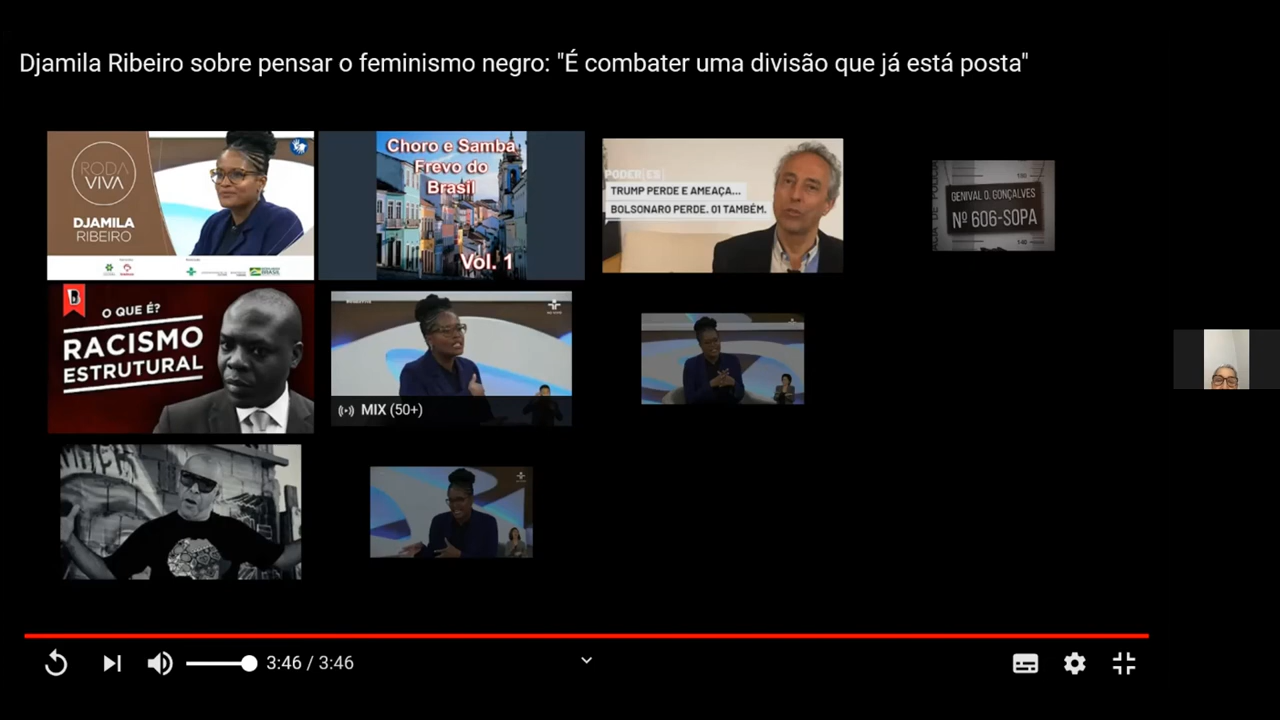 Djamila Ribeiro sobre pensar o feminismo negro: "É combater uma divisão que já está posta"
RODA
VIVA
DJAMILA
RIBEIRO
Choro e Samba
Frevo do
Brasil
Vol. 1
PODER
TRUMP PERDE E AMEAÇA...
BOLSONARO PERDE. 01 TAMBÉM.
GENIVAL O. GONÇALVES
Nº 606-SOPA
O QUE É?
RACISMO
ESTRUTURAL
MIX (50+)
3:46 / 3:46